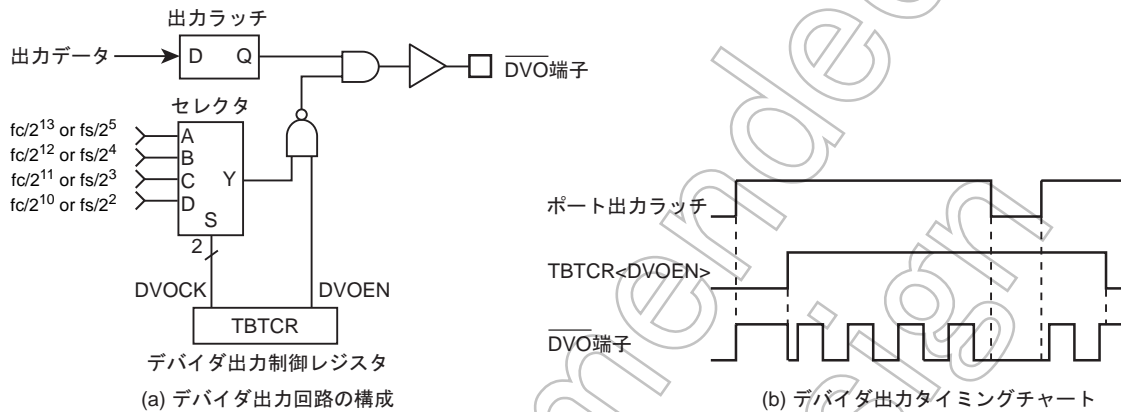 出力ラッチ
出力データ
D Q
DVO端子
セレクタ
fc/2^13 or fs/2^5
A
fc/2^12 or fs/2^4
B
fc/2^11 or fs/2^3
C Y
fc/2^10 or fs/2^2
D
S
2
DVOCK DVOEN
TBTCR
デバイダ出力制御レジスタ
(a) デバイダ出力回路の構成
ポート出力ラッチ
TBTCR<DVOEN>
DVO端子
(b) デバイダ出力タイミングチャート